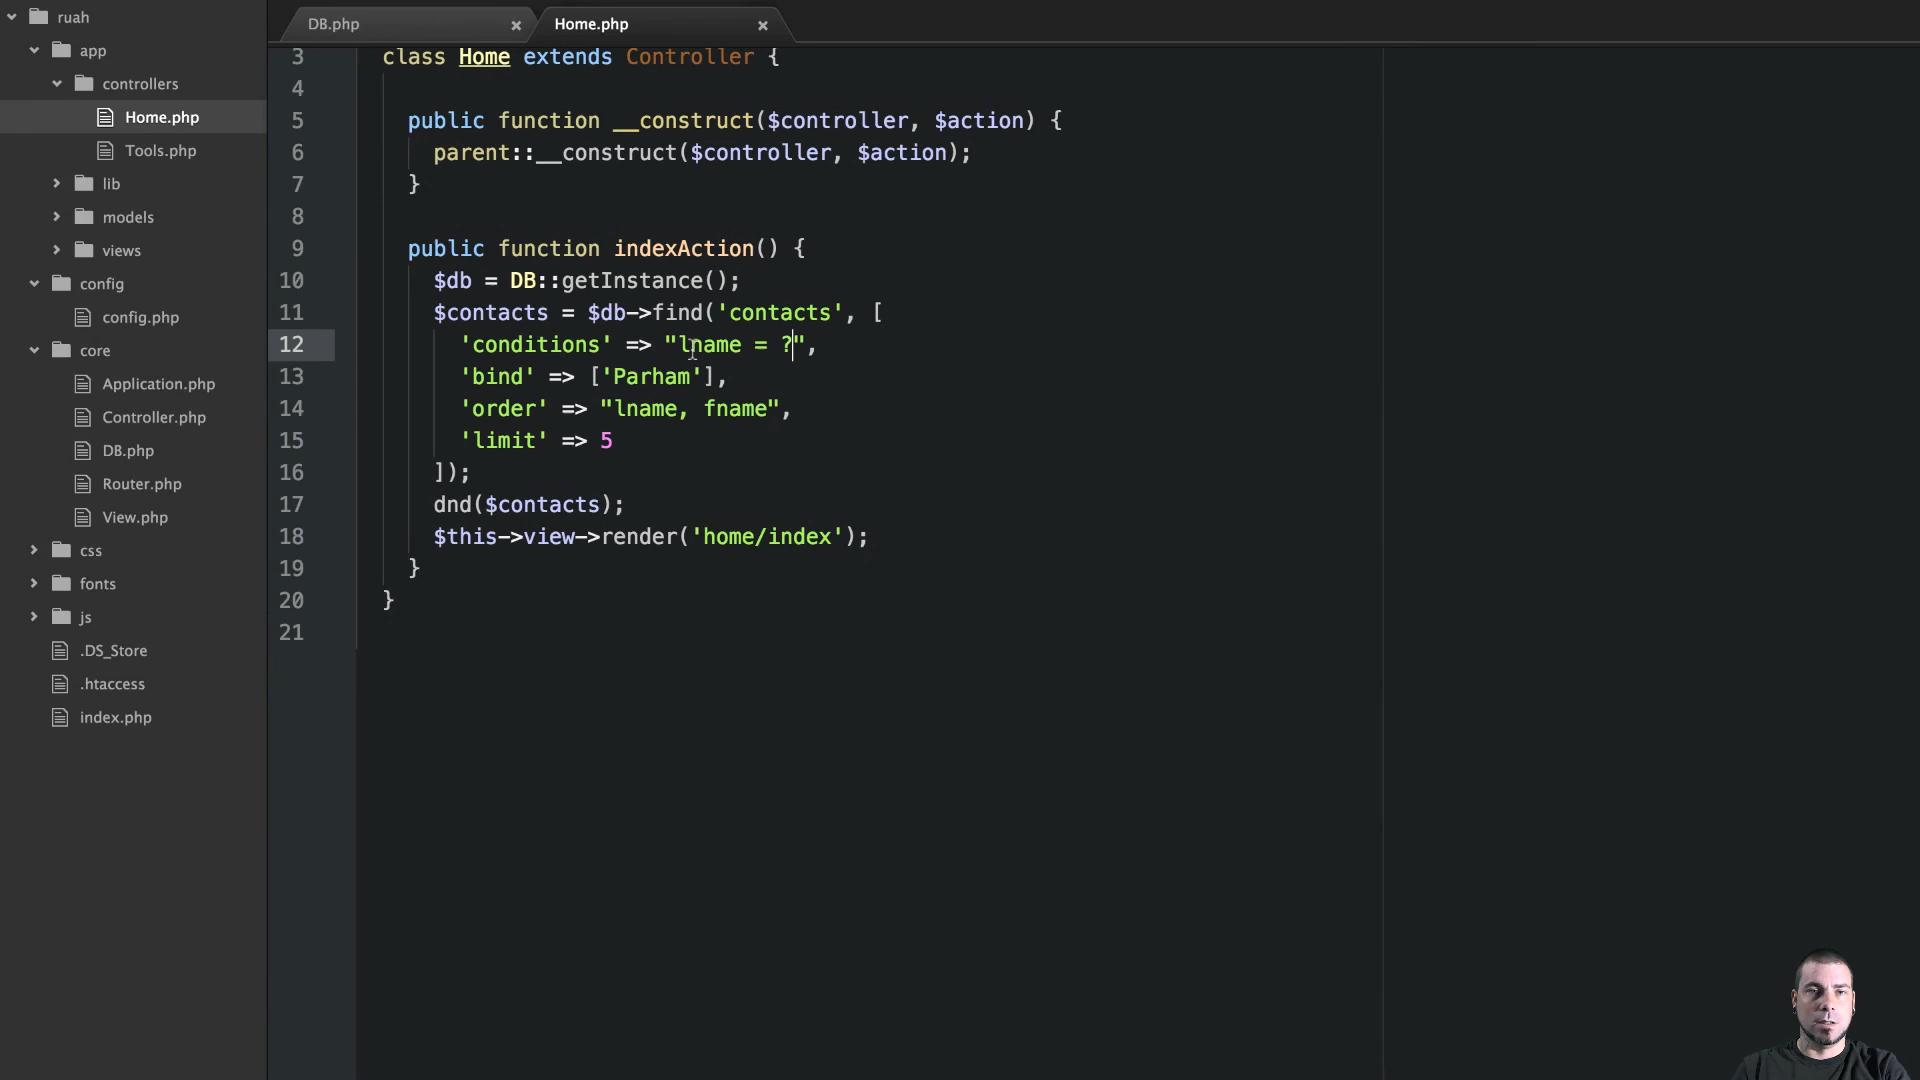 ruah
app
controllers
Home.php
Tools.php
lib
models
views
config
config.php
core
Application.php
Controller.php
DB.php
Router.php
View.php
css
fonts
js
.DS_Store
.htaccess
index.php
DB.php × Home.php ×
3 class Home extends Controller {
4
5 public function __construct($controller, $action) {
6 parent::__construct($controller, $action);
7 }
8
9 public function indexAction() {
10 $db = DB::getInstance();
11 $contacts = $db->find('contacts', [
12 'conditions' => "lname = ?",
13 'bind' => ['Parham'],
14 'order' => "lname, fname",
15 'limit' => 5
16 ]);
17 dnd($contacts);
18 $this->view->render('home/index');
19 }
20 }
21